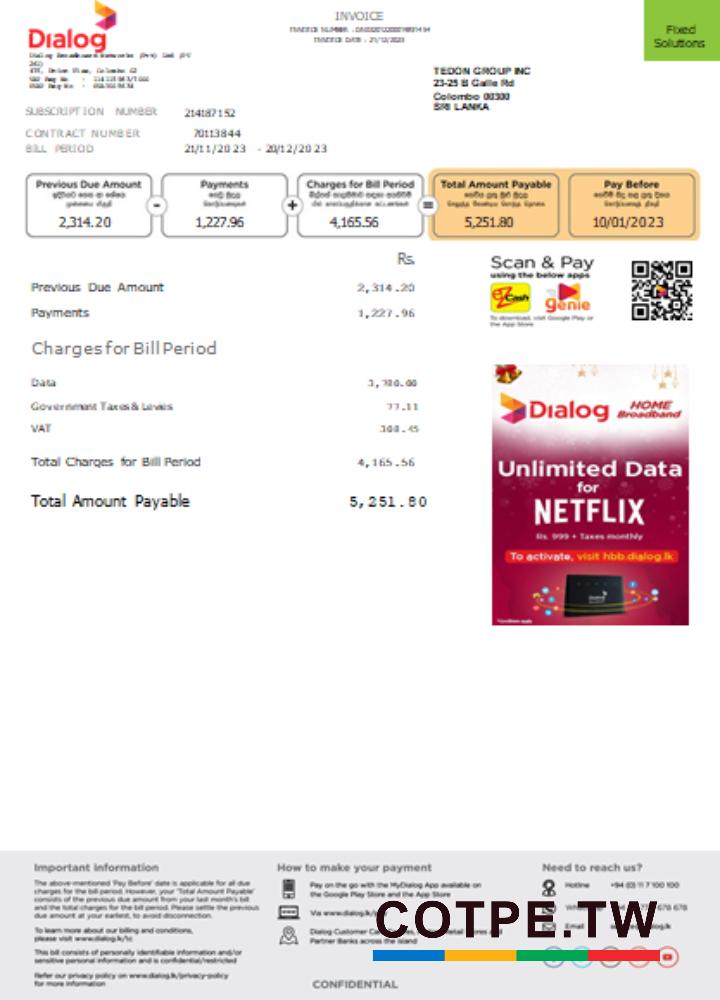 Dialog
Dialog Broadband Networks (Pvt) Ltd (PV
241)
475, Union Place, Colombo 02
INVOICE
INVOICE DATE : 21/12/2023
Fixed
Solutions
TEDON GROUP INC
23-25 B Galle Rd
Colombo 00300
SRI LANKA
SUBSCRIPTION NUMBER 214187152
CONTRACT NUMBER 70113844
BILL PERIOD 21/11/2023 - 20/12/2023
Previous Due Amount
2,314.20
-
Payments
1,227.96
+
Charges for Bill Period
4,165.56
=
Total Amount Payable
5,251.80
Pay Before
10/01/2023
Rs.
Previous Due Amount 2,314.20
Payments 1,227.96
Charges for Bill Period
Data 3,780.00
Government Taxes & Levies 77.11
VAT 308.45
Total Charges for Bill Period 4,165.56
Total Amount Payable 5,251.80
Scan & Pay
using the below apps
eZ Cash genie
To download, visit Google Play or
the App Store
Dialog HOME
Broadband
Unlimited Data
for
NETFLIX
Rs. 999 + Taxes monthly
To activate, visit hbb.dialog.lk
Important information
The above-mentioned 'Pay Before' date is applicable for all due
charges for the bill period. However, your 'Total Amount Payable'
consists of the previous due amount from your last month's bill
and the total charges for the bill period. Please settle the previous
due amount at your earliest, to avoid disconnection.
To learn more about our billing and conditions,
please visit www.dialog.lk/tc
This bill consists of personally identifiable information and/or
sensitive personal information and is confidential/restricted
Refer our privacy policy on www.dialog.lk/privacy-policy
for more information
How to make your payment
Pay on the go with the MyDialog App available on
the Google Play Store and the App Store
Via www.dialog.lk/
Dialog Customer
Partner Banks across the island
Need to reach us?
Hotline +94 (0) 11 7 100 100
678 678
Email
COTPE.TW
CONFIDENTIAL